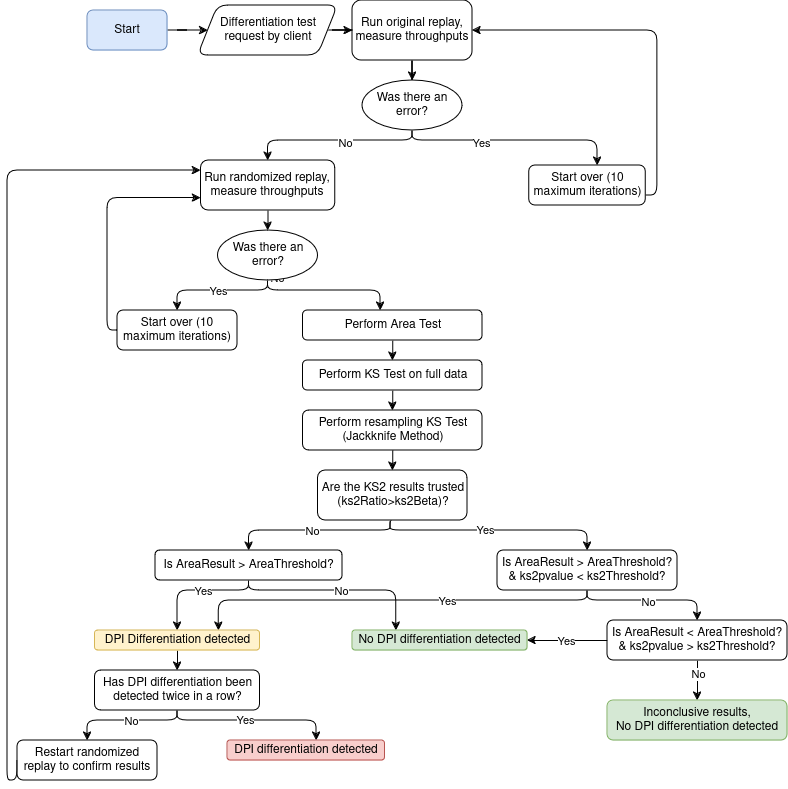 Start
Differentiation test
request by client
Run original replay,
measure throughputs
Was there an
error?
No
Yes
Run randomized replay,
measure throughputs
Start over (10
maximum iterations)
Was there an
error?
No
Yes
Start over (10
maximum iterations)
Perform Area Test
Perform KS Test on full data
Perform resampling KS Test
(Jackknife Method)
Are the KS2 results trusted
(ks2Ratio>ks2Beta)?
No
Yes
Is AreaResult > AreaThreshold?
Is AreaResult > AreaThreshold?
& ks2pvalue < ks2Threshold?
Yes
No
Yes
No
DPI Differentiation detected
No DPI differentiation detected
Yes
Is AreaResult < AreaThreshold?
& ks2pvalue > ks2Threshold?
Has DPI differentiation been
detected twice in a row?
No
Inconclusive results,
No DPI differentiation detected
No
Yes
Restart randomized
replay to confirm results
DPI differentiation detected